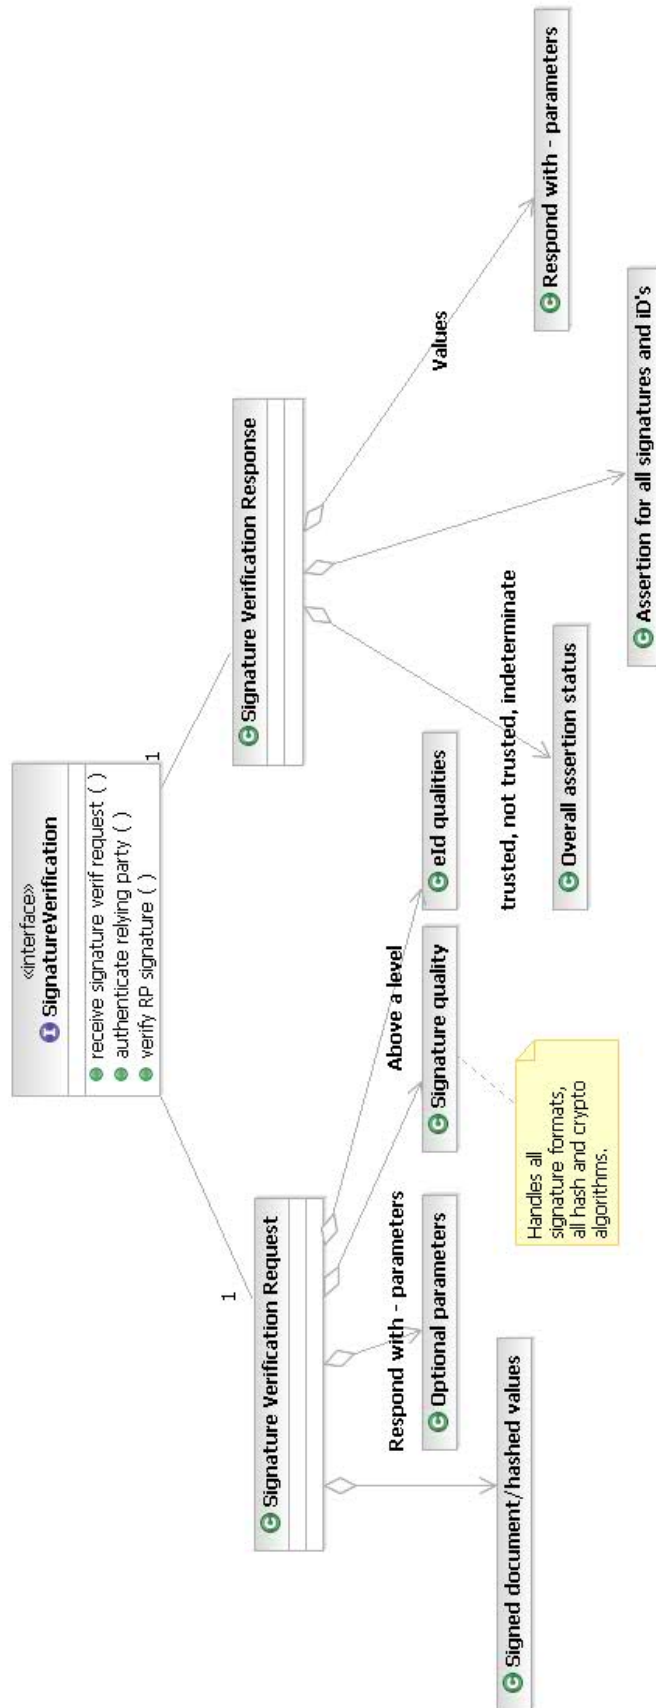 «interface»
SignatureVerification
receive signature verif request ( )
authenticate relying party ( )
verify RP signature ( )
1
1
Signature Verification Request
Signature Verification Response
Respond with - parameters
Above a level
Values
trusted, not trusted, indeterminate
Signed document/hashed values
Optional parameters
Signature quality
eId qualities
Overall assertion status
Assertion for all signatures and iD's
Respond with - parameters
Handles all
signature formats,
all hash and crypto
algorithms.